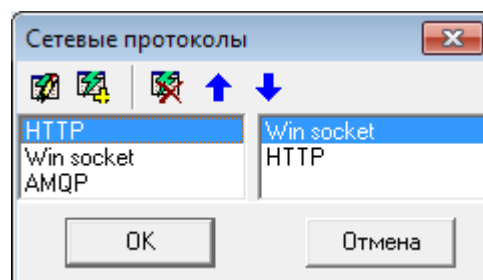 Сетевые протоколы
HTTP
Win socket
AMQP
Win socket
HTTP
OK
Отмена